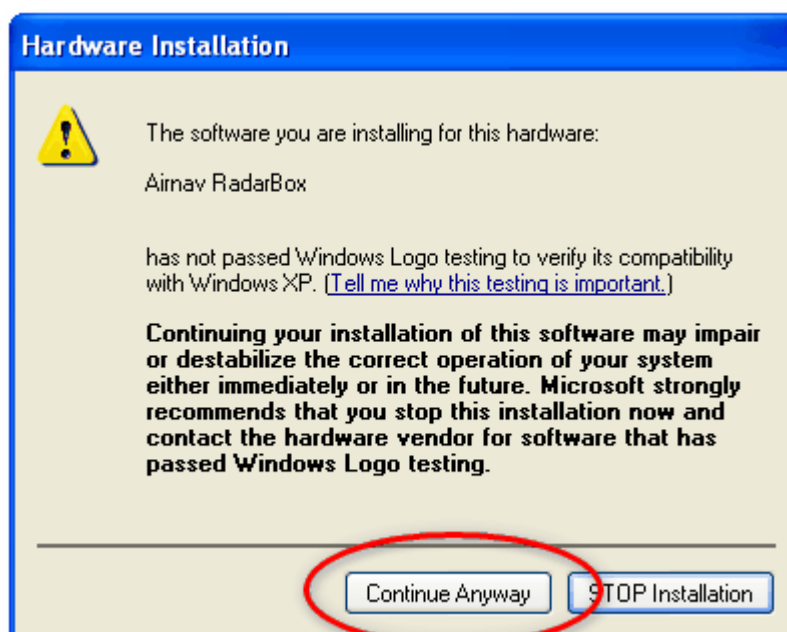 Hardware Installation
The software you are installing for this hardware:
Airnav RadarBox
has not passed Windows Logo testing to verify its compatibility
with Windows XP. (Tell me why this testing is important.)
Continuing your installation of this software may impair
or destabilize the correct operation of your system
either immediately or in the future. Microsoft strongly
recommends that you stop this installation now and
contact the hardware vendor for software that has
passed Windows Logo testing.
Continue Anyway STOP Installation